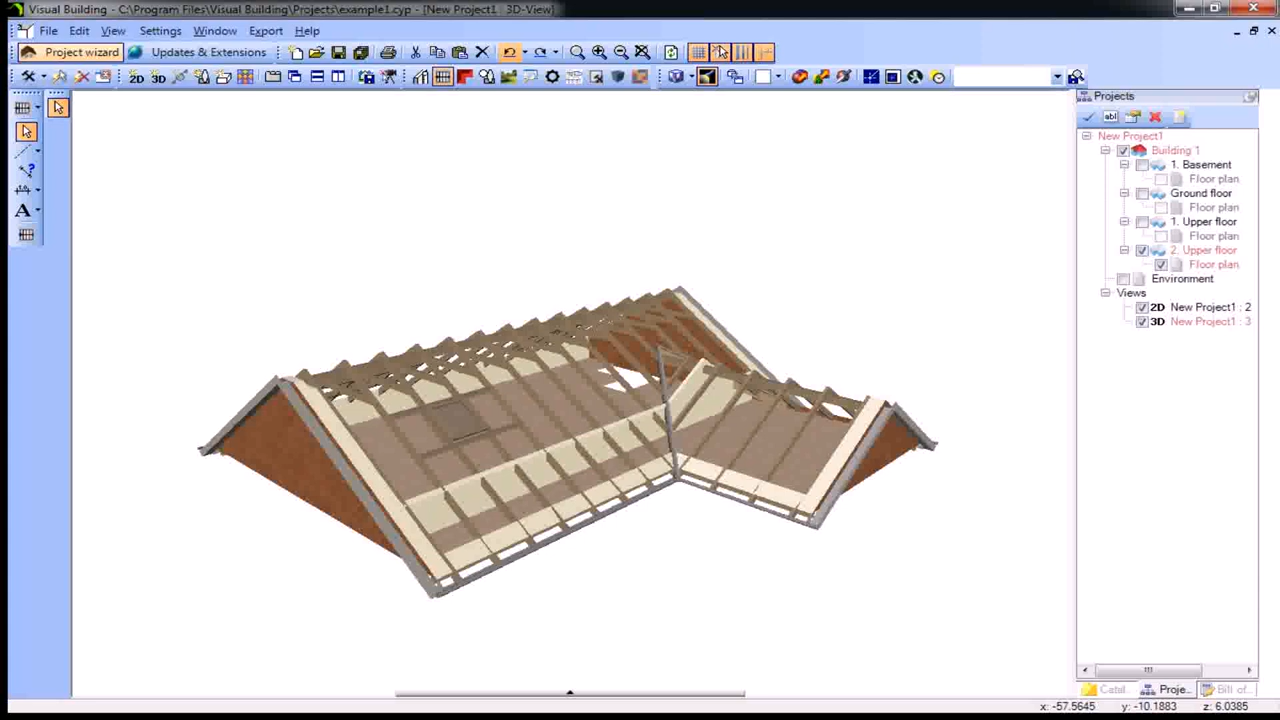 Visual Building - C:\Program Files\Visual Building\Projects\example1.cyp - [New Project1 : 3D-View]
File Edit View Settings Window Export Help
Project wizard Updates & Extensions
2D 3D
Projects
abl
New Project1
Building 1
1. Basement
Floor plan
Ground floor
Floor plan
1. Upper floor
Floor plan
2. Upper floor
Floor plan
Environment
Views
2D New Project1 : 2
3D New Project1 : 3
A
Catal... Proje... Bill of...
x: -57.5645 y: -10.1883 z: 6.0385